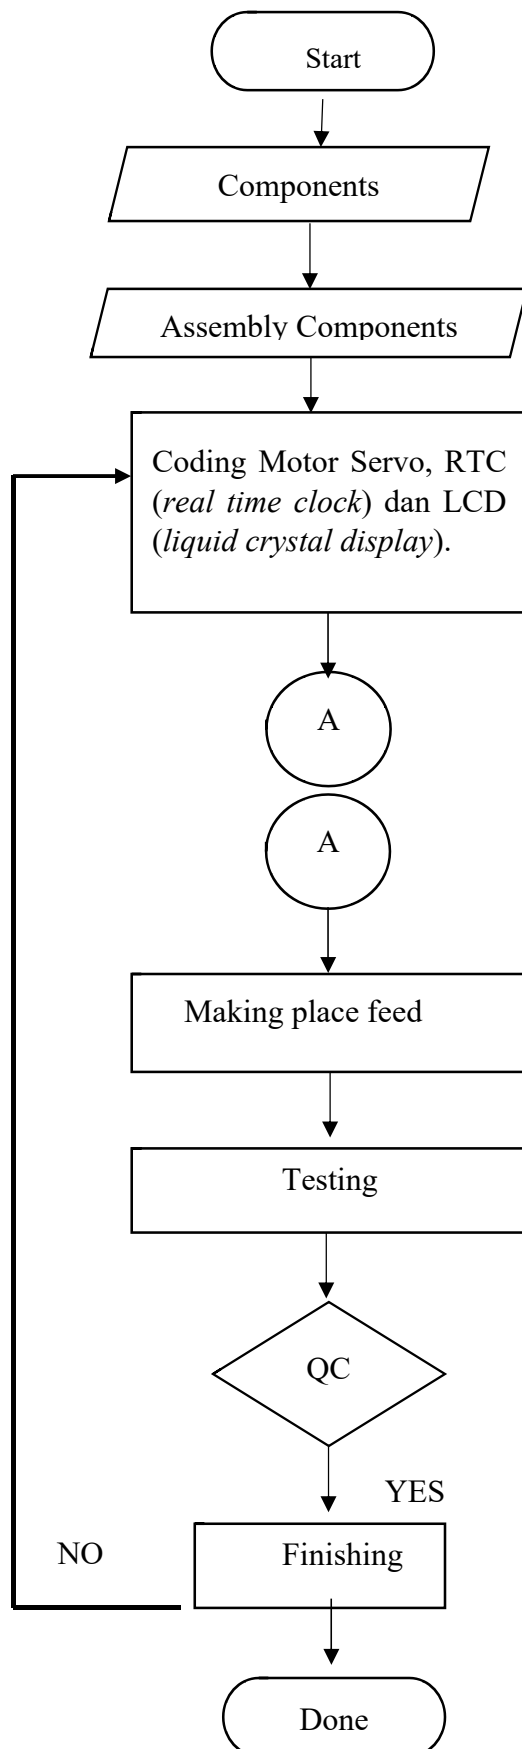 Start
Components
Assembly Components
Coding Motor Servo, RTC
(real time clock) dan LCD
(liquid crystal display).
A
A
Making place feed
Testing
QC
YES
NO
Finishing
Done